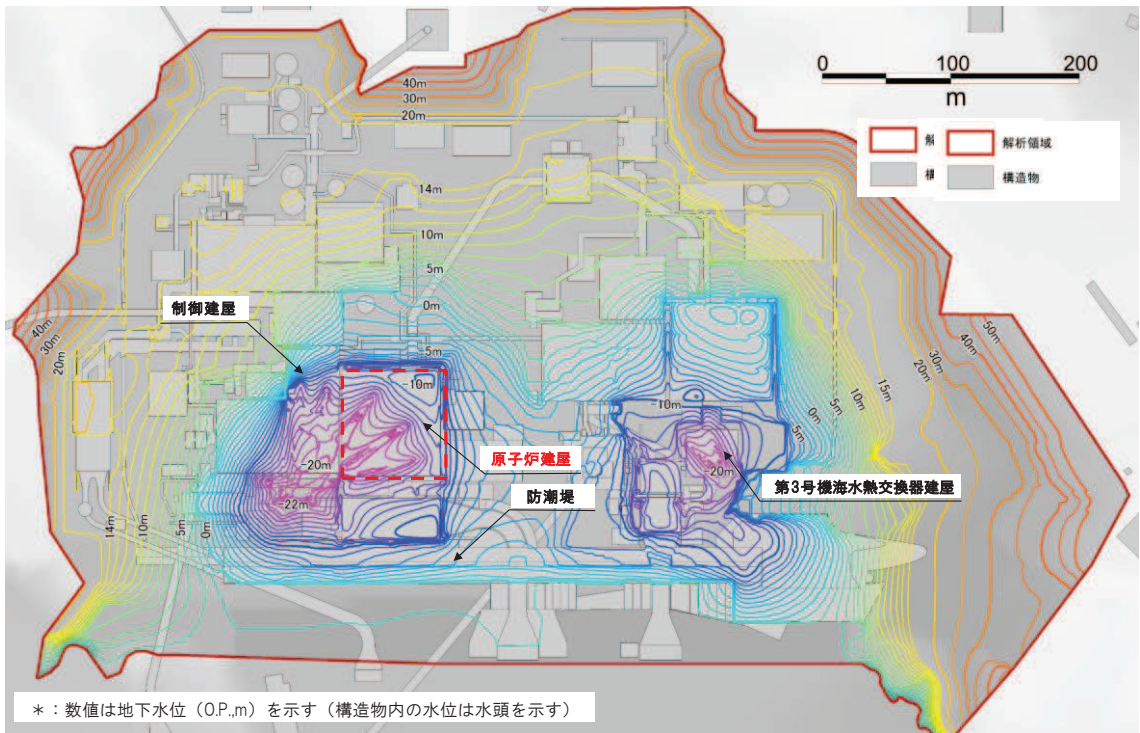 0 100 200
m
解 解析領域
構 構造物
40m
30m
20m
14m
10m
5m
0m
-5m
制御建屋
-10m
原子炉建屋
-20m
-22m
防潮堤
40m
30m
20m
14m
10m
5m
0m
-10m
-20m
第3号機海水熱交換器建屋
50m
40m
30m
20m
15m
10m
5m
0m
5m
*：数値は地下水位（O.P.,m）を示す（構造物内の水位は水頭を示す）